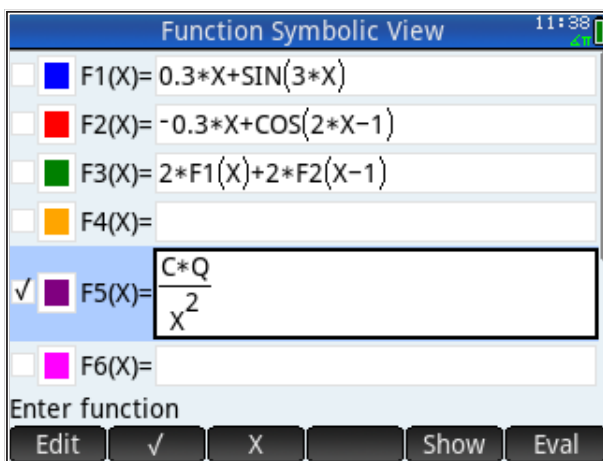 Function Symbolic View 11:38
∡π
F1(X)= 0.3*X+SIN(3*X)
F2(X)= -0.3*X+COS(2*X-1)
F3(X)= 2*F1(X)+2*F2(X-1)
F4(X)=
√ F5(X)= C*Q
X²
F6(X)=
Enter function
Edit √ X Show Eval